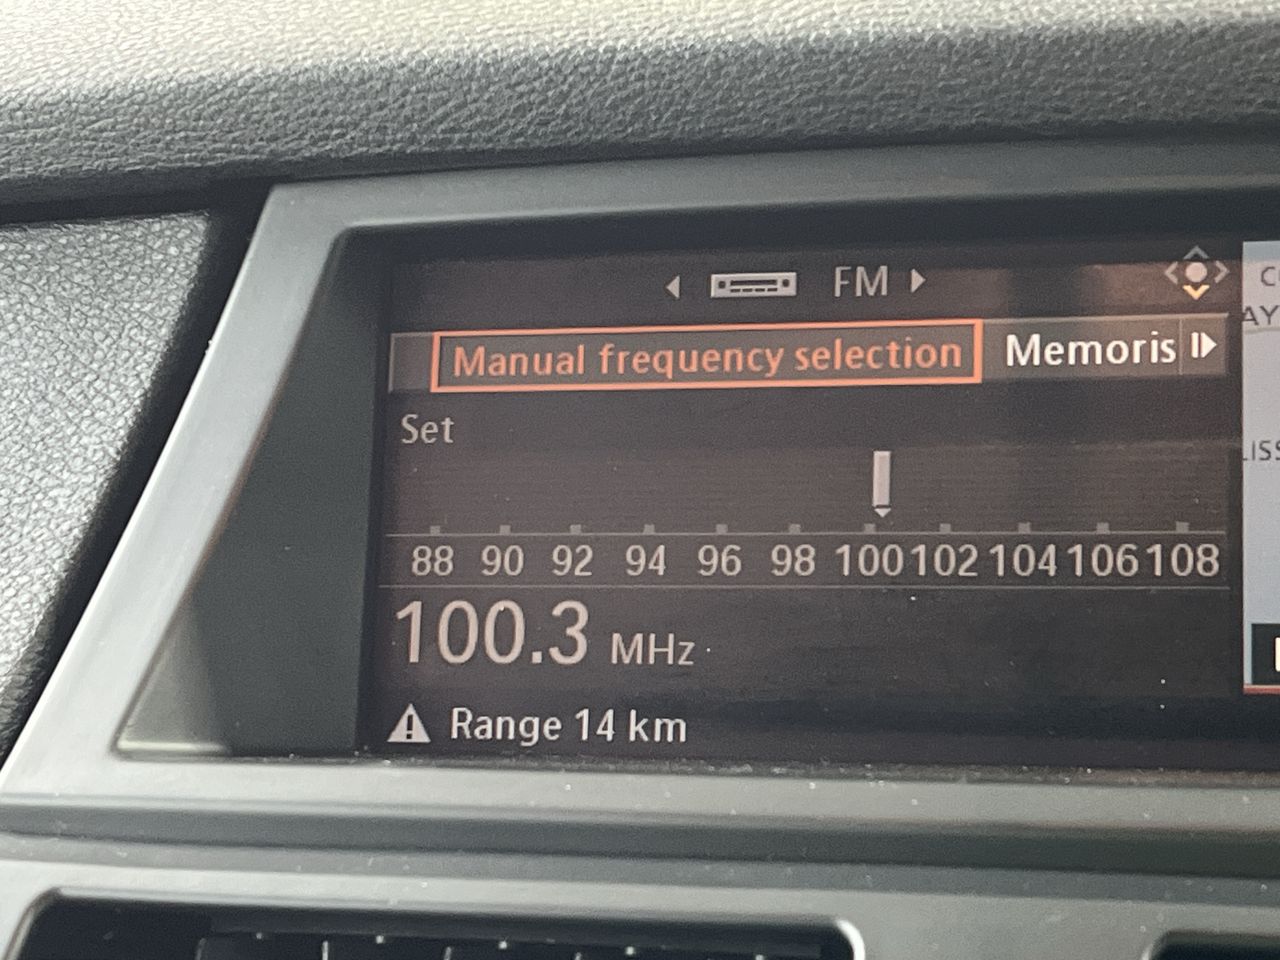 FM
Manual frequency selection Memoris
Set
88 90 92 94 96 98 100 102 104 106 108
100.3 MHz
Range 14 km